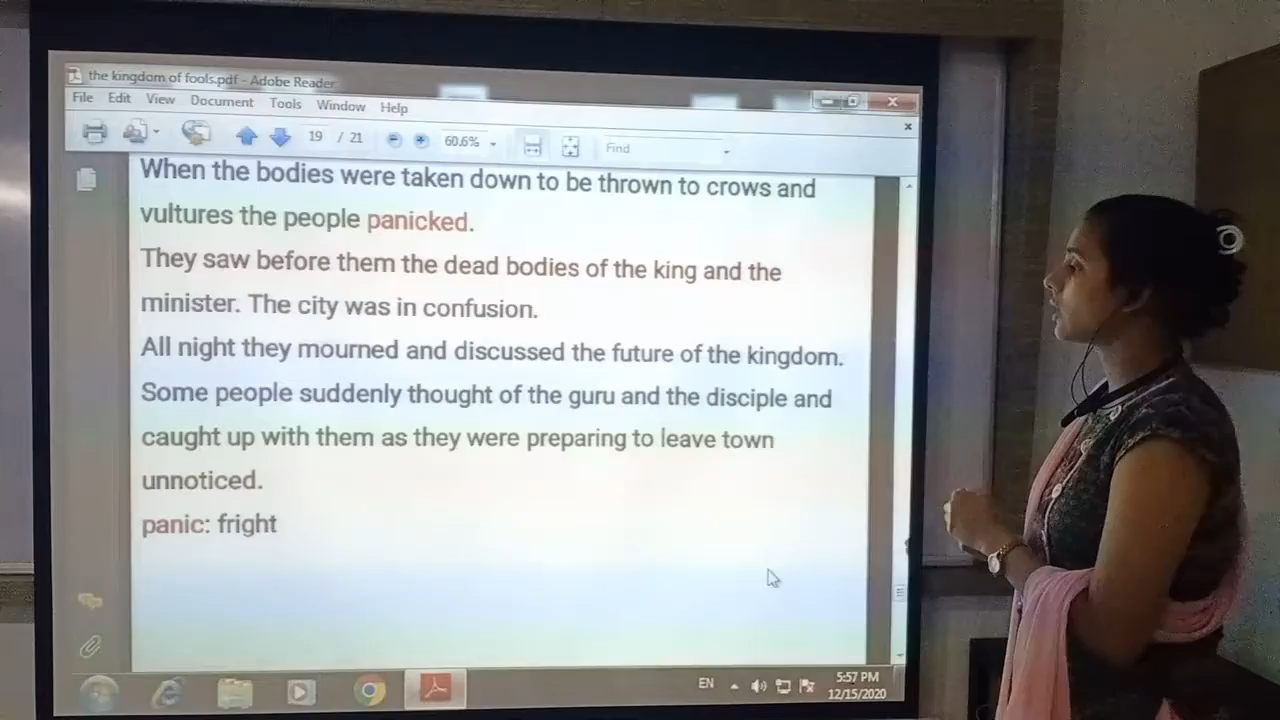 the kingdom of fools.pdf - Adobe Reader
File Edit View Document Tools Window Help
19 / 21 60.6% Find
When the bodies were taken down to be thrown to crows and
vultures the people panicked.
They saw before them the dead bodies of the king and the
minister. The city was in confusion.
All night they mourned and discussed the future of the kingdom.
Some people suddenly thought of the guru and the disciple and
caught up with them as they were preparing to leave town
unnoticed.
panic: fright
EN 5:57 PM
12/15/2020